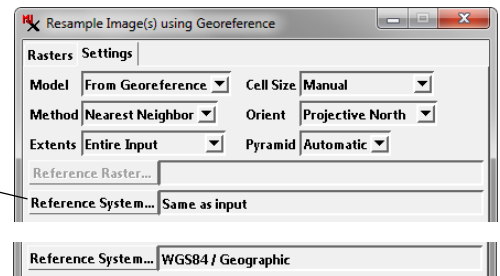 Resample Image(s) using Georeference
Rasters Settings
Model From Georeference Cell Size Manual
Method Nearest Neighbor Orient Projective North
Extents Entire Input Pyramid Automatic
Reference Raster...
Reference System... Same as input
Reference System... WGS84 / Geographic